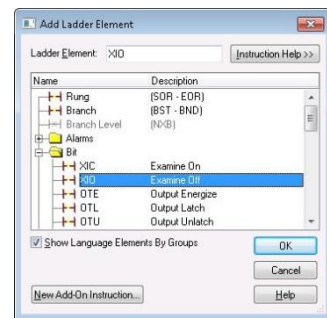 Add Ladder Element
Ladder Element: XIO Instruction Help >>
Name Description
Rung (SOR - EOR)
Branch (BST - BND)
Branch Level (NXB)
Alarms
Bit
XIC Examine On
XIO Examine Off
OTE Output Energize
OTL Output Latch
OTU Output Unlatch
Show Language Elements By Groups OK
Cancel
New Add-On Instruction... Help